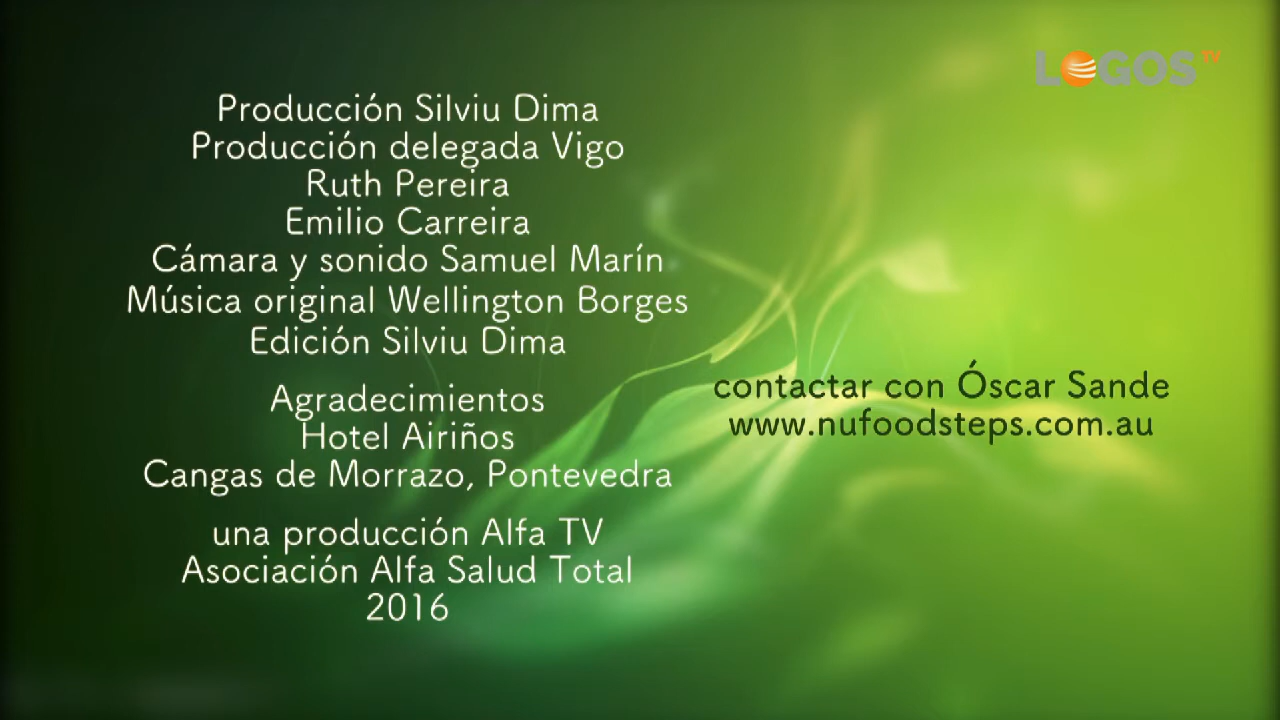 LOGOS TV
Producción Silviu Dima
Producción delegada Vigo
Ruth Pereira
Emilio Carreira
Cámara y sonido Samuel Marín
Música original Wellington Borges
Edición Silviu Dima
Agradecimientos
Hotel Airiños
Cangas de Morrazo, Pontevedra
una producción Alfa TV
Asociación Alfa Salud Total
2016
contactar con Óscar Sande
www.nufoodsteps.com.au